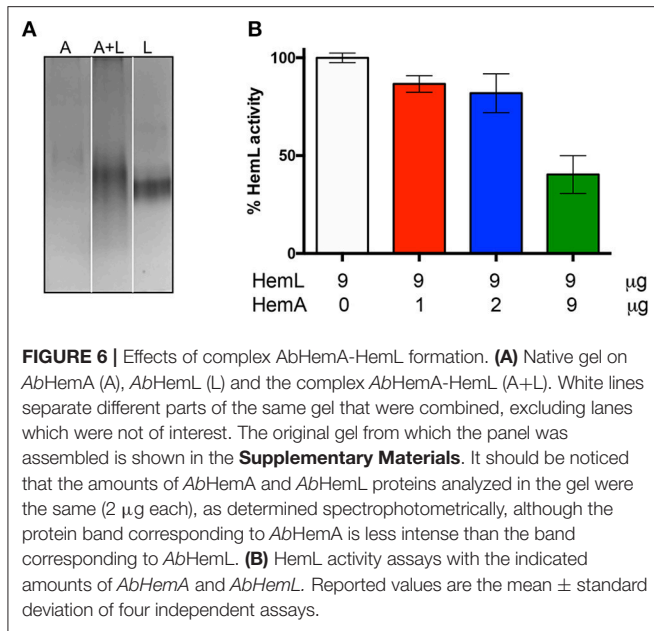 A
A A+L L
B
100
50
0
% HemL activity
HemL 9 9 9 9 μg
HemA 0 1 2 9 μg
FIGURE 6 | Effects of complex AbHemA-HemL formation. (A) Native gel on
AbHemA (A), AbHemL (L) and the complex AbHemA-HemL (A+L). White lines
separate different parts of the same gel that were combined, excluding lanes
which were not of interest. The original gel from which the panel was
assembled is shown in the Supplementary Materials. It should be noticed
that the amounts of AbHemA and AbHemL proteins analyzed in the gel were
the same (2 μg each), as determined spectrophotometrically, although the
protein band corresponding to AbHemA is less intense than the band
corresponding to AbHemL. (B) HemL activity assays with the indicated
amounts of AbHemA and AbHemL. Reported values are the mean ± standard
deviation of four independent assays.